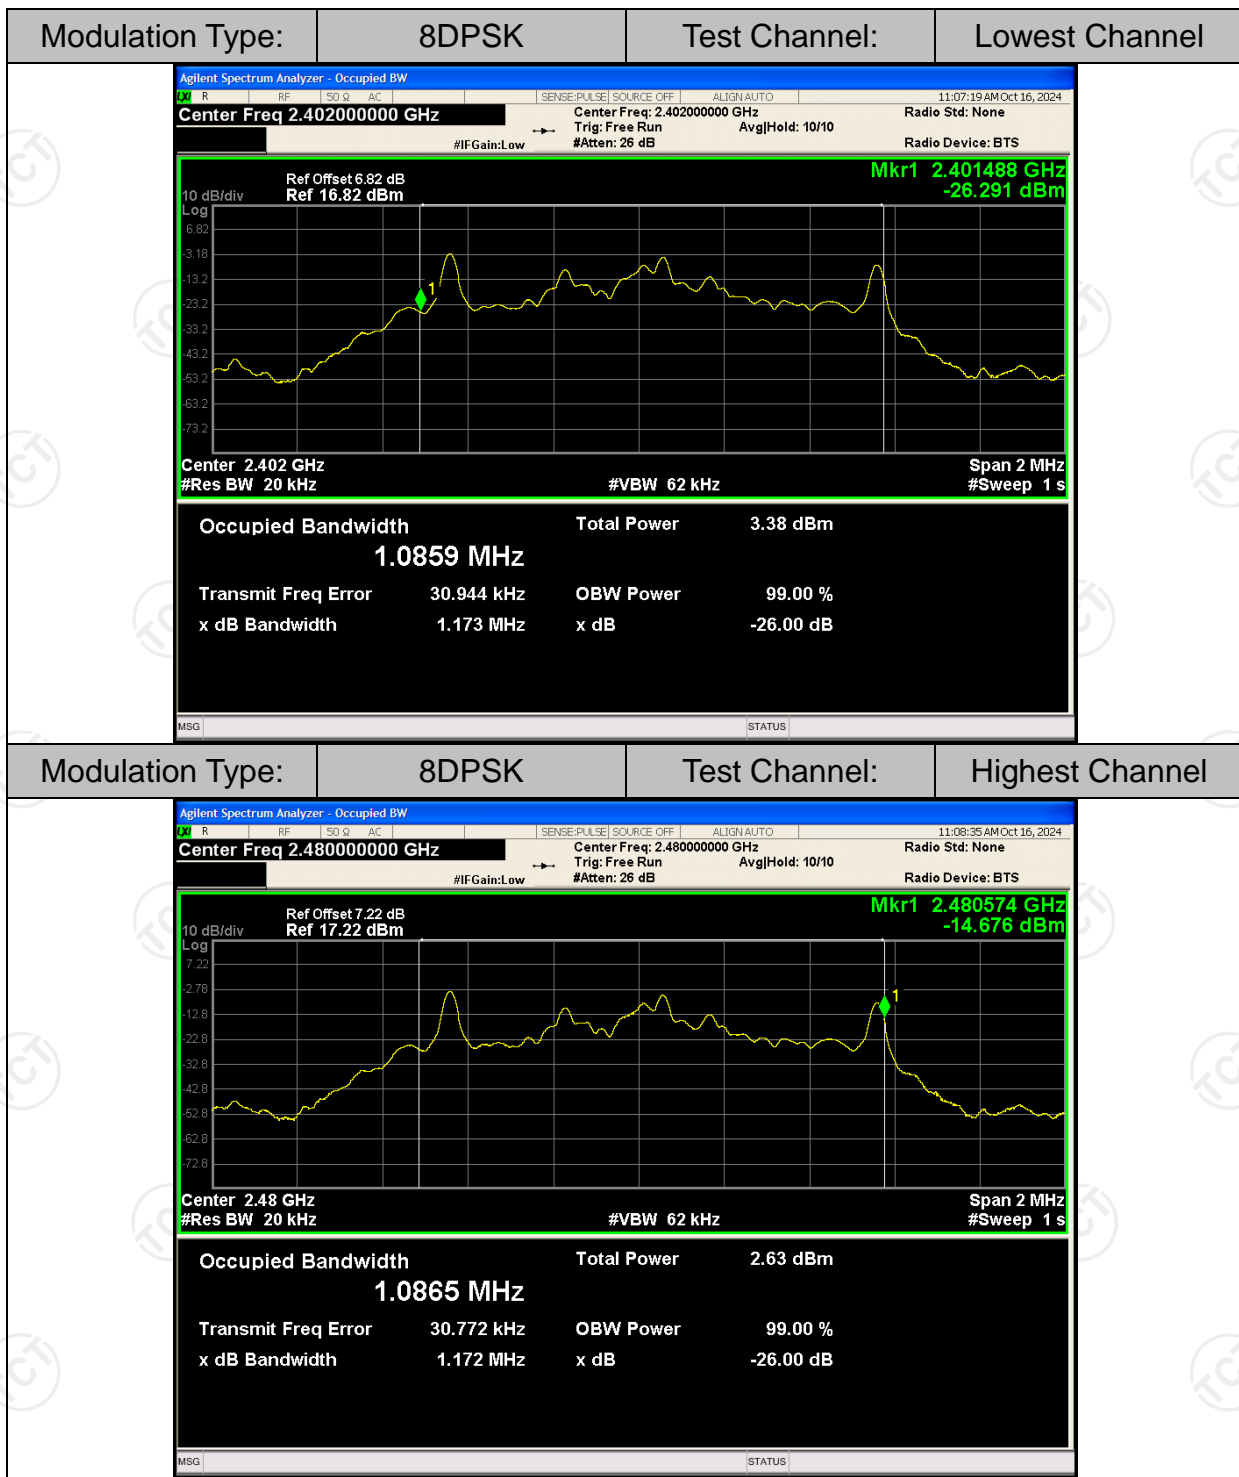 Modulation Type: 8DPSK Test Channel: Lowest Channel
Agilent Spectrum Analyzer - Occupied BW
LXI R RF 50 Ω AC SENSE:PULSE SOURCE OFF ALIGN AUTO 11:07:19 AM Oct 16, 2024
Center Freq 2.402000000 GHz Center Freq: 2.402000000 GHz Radio Std: None
Trig: Free Run Avg|Hold: 10/10
#IFGain:Low #Atten: 26 dB Radio Device: BTS
Mkr1 2.401488 GHz
Ref Offset 6.82 dB
10 dB/div Ref 16.82 dBm -26.291 dBm
Log
6.82
-3.18
-13.2
-23.2
-33.2
-43.2
-53.2
-63.2
-73.2
1
Center 2.402 GHz Span 2 MHz
#Res BW 20 kHz #VBW 62 kHz #Sweep 1 s
Occupied Bandwidth Total Power 3.38 dBm
1.0859 MHz
Transmit Freq Error 30.944 kHz OBW Power 99.00 %
x dB Bandwidth 1.173 MHz x dB -26.00 dB
MSG STATUS
Modulation Type: 8DPSK Test Channel: Highest Channel
Agilent Spectrum Analyzer - Occupied BW
LXI R RF 50 Ω AC SENSE:PULSE SOURCE OFF ALIGN AUTO 11:08:35 AM Oct 16, 2024
Center Freq 2.480000000 GHz Center Freq: 2.480000000 GHz Radio Std: None
Trig: Free Run Avg|Hold: 10/10
#IFGain:Low #Atten: 26 dB Radio Device: BTS
Mkr1 2.480574 GHz
Ref Offset 7.22 dB
10 dB/div Ref 17.22 dBm -14.676 dBm
Log
7.22
-2.78
-12.8
-22.8
-32.8
-42.8
-52.8
-62.8
-72.8
1
Center 2.48 GHz Span 2 MHz
#Res BW 20 kHz #VBW 62 kHz #Sweep 1 s
Occupied Bandwidth Total Power 2.63 dBm
1.0865 MHz
Transmit Freq Error 30.772 kHz OBW Power 99.00 %
x dB Bandwidth 1.172 MHz x dB -26.00 dB
MSG STATUS
TCT